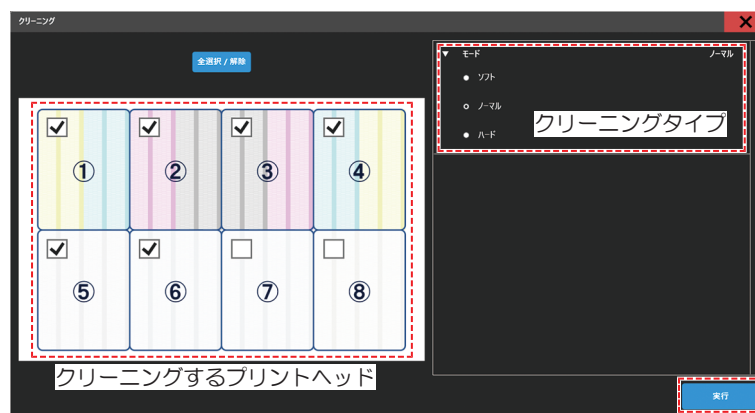 クリーニング
全選択 / 解除
モード ノーマル
ソフト
ノーマル
ハード
クリーニングタイプ
① ② ③ ④
⑤ ⑥ ⑦ ⑧
クリーニングするプリントヘッド
実行